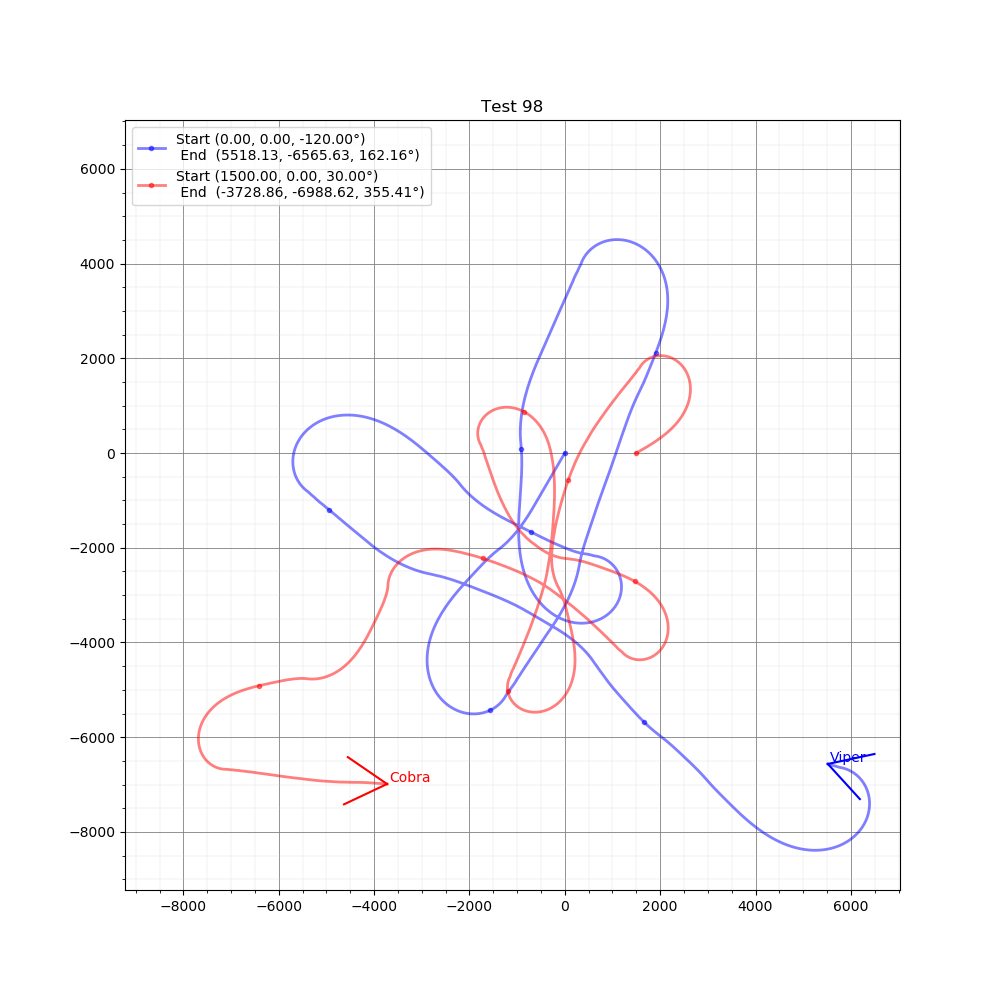 Test 98
Start (0.00, 0.00, -120.00°)
End (5518.13, -6565.63, 162.16°)
Start (1500.00, 0.00, 30.00°)
End (-3728.86, -6988.62, 355.41°)
6000
4000
2000
0
−2000
−4000
−6000
−8000
Viper
Cobra
−8000 −6000 −4000 −2000 0 2000 4000 6000